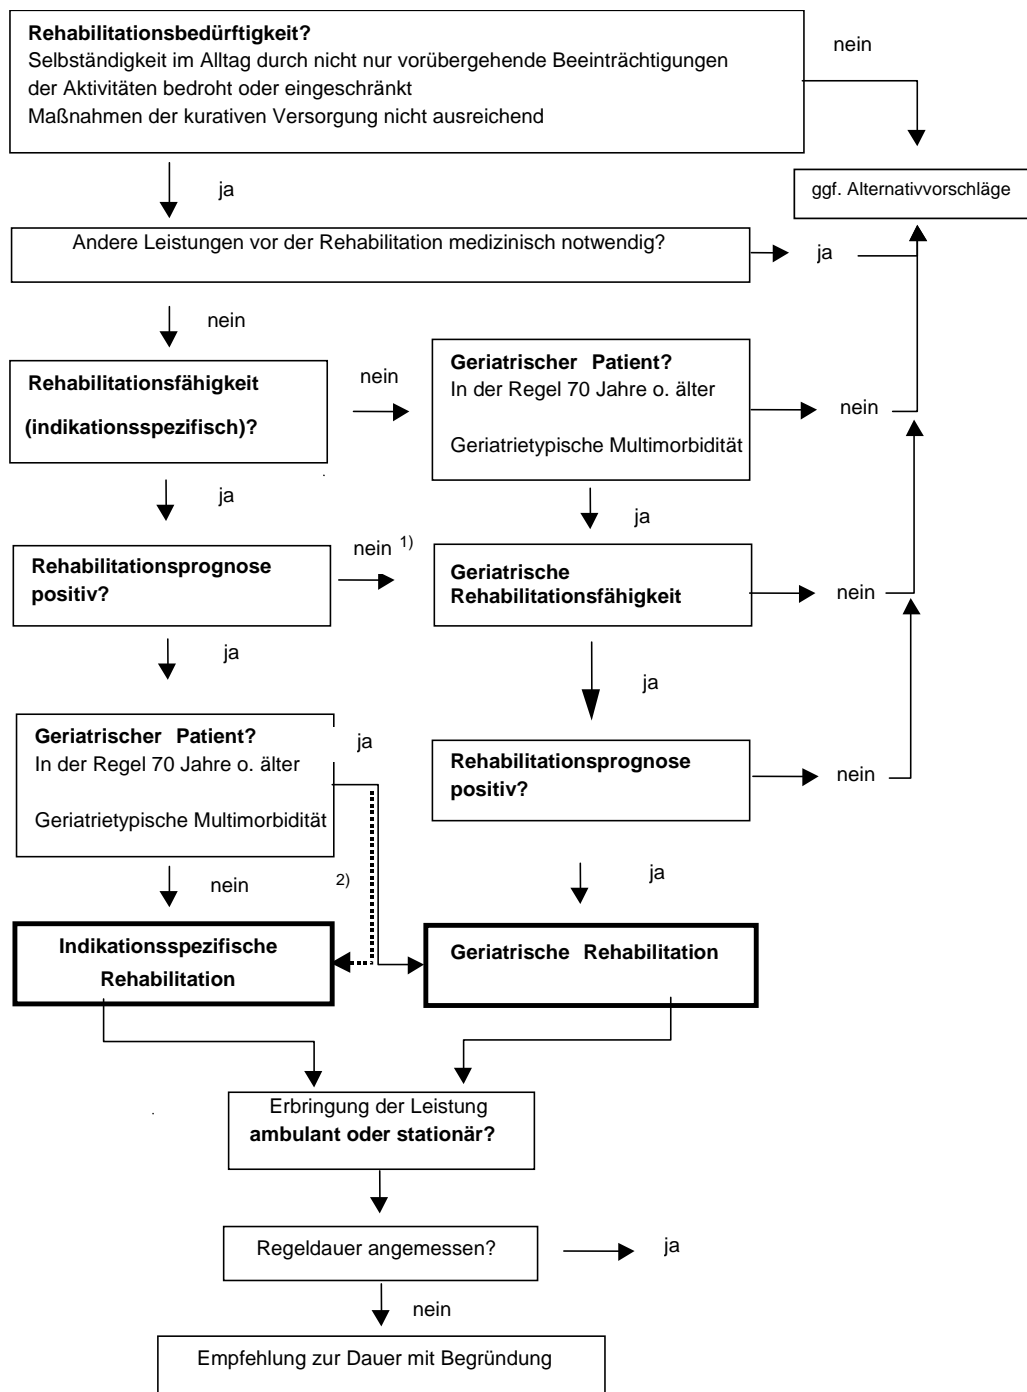 Rehabilitationsbedürftigkeit?
Selbständigkeit im Alltag durch nicht nur vorübergehende Beeinträchtigungen
der Aktivitäten bedroht oder eingeschränkt
Maßnahmen der kurativen Versorgung nicht ausreichend
nein
ja
ggf. Alternativvorschläge
Andere Leistungen vor der Rehabilitation medizinisch notwendig?
ja
nein
Rehabilitationsfähigkeit
(indikationsspezifisch)?
nein
Geriatrischer Patient?
In der Regel 70 Jahre o. älter
Geriatrietypische Multimorbidität
nein
ja
ja
Rehabilitationsprognose
positiv?
nein 1)
Geriatrische
Rehabilitationsfähigkeit
nein
ja
ja
Geriatrischer Patient?
In der Regel 70 Jahre o. älter
Geriatrietypische Multimorbidität
ja
Rehabilitationsprognose
positiv?
nein
nein
2)
ja
Indikationsspezifische
Rehabilitation
Geriatrische Rehabilitation
Erbringung der Leistung
ambulant oder stationär?
Regeldauer angemessen?
ja
nein
Empfehlung zur Dauer mit Begründung